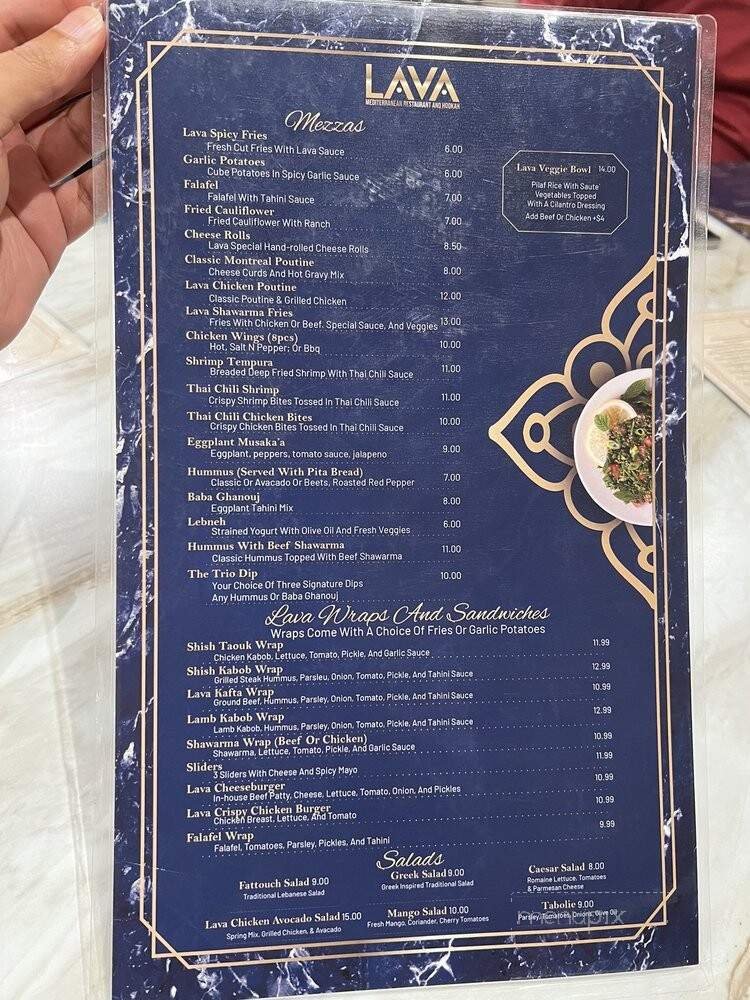 LAVA
MEDITERRANEAN RESTAURANT AND HOOKAH
Mezzas
Lava Spicy Fries
Fresh Cut Fries With Lava Sauce 6.00
Garlic Potatoes
Cube Potatoes In Spicy Garlic Sauce 6.00
Falafel
Falafel With Tahini Sauce 7.00
Fried Cauliflower
Fried Cauliflower With Ranch 7.00
Cheese Rolls
Lava Special Hand-rolled Cheese Rolls 8.50
Classic Montreal Poutine
Cheese Curds And Hot Gravy Mix 8.00
Lava Chicken Poutine
Classic Poutine & Grilled Chicken 12.00
Lava Shawarma Fries
Fries With Chicken Or Beef. Special Sauce, And Veggies 13.00
Chicken Wings (8pcs)
Hot, Salt N Pepper; Or Bbq 10.00
Shrimp Tempura
Breaded Deep Fried Shrimp With Thai Chili Sauce 11.00
Thai Chili Shrimp
Crispy Shrimp Bites Tossed In Thai Chili Sauce 11.00
Thai Chili Chicken Bites
Crispy Chicken Bites Tossed In Thai Chili Sauce 10.00
Eggplant Musaka'a
Eggplant, peppers, tomato sauce, jalapeno 9.00
Hummus (Served With Pita Bread)
Classic Or Avacado Or Beets, Roasted Red Pepper 7.00
Baba Ghanouj
Eggplant Tahini Mix 8.00
Lebneh
Strained Yogurt With Olive Oil And Fresh Veggies 6.00
Hummus With Beef Shawarma
Classic Hummus Topped With Beef Shawarma 11.00
The Trio Dip 10.00
Your Choice Of Three Signature Dips
Any Hummus Or Baba Ghanouj
Lava Veggie Bowl 14.00
Pilaf Rice With Saute'
Vegetables Topped
With A Cilantro Dressing
Add Beef Or Chicken +$4
Lava Wraps And Sandwiches
Wraps Come With A Choice Of Fries Or Garlic Potatoes
Shish Taouk Wrap 11.99
Chicken Kabob, Lettuce, Tomato, Pickle, And Garlic Sauce
Shish Kabob Wrap 12.99
Grilled Steak Hummus, Parsleu, Onion, Tomato, Pickle, And Tahini Sauce
Lava Kafta Wrap 10.99
Ground Beef, Hummus, Parsley, Onion, Tomato, Pickle, And Tahini Sauce
Lamb Kabob Wrap 12.99
Lamb Kabob, Hummus, Parsley, Onion, Tomato, Pickle, And Tahini Sauce
Shawarma Wrap (Beef Or Chicken) 10.99
Shawarma, Lettuce, Tomato, Pickle, And Garlic Sauce
Sliders 11.99
3 Sliders With Cheese And Spicy Mayo
Lava Cheeseburger 10.99
In-house Beef Patty, Cheese, Lettuce, Tomato, Onion, And Pickles
Lava Crispy Chicken Burger 10.99
Chicken Breast, Lettuce, And Tomato
Falafel Wrap 9.99
Falafel, Tomatoes, Parsley, Pickles, And Tahini
Salads
Fattouch Salad 9.00
Traditional Lebanese Salad
Greek Salad 9.00
Greek Inspired Traditional Salad
Caesar Salad 8.00
Romaine Lettuce, Tomatoes
& Parmesan Cheese
Lava Chicken Avocado Salad 15.00
Spring Mix, Grilled Chicken, & Avacado
Mango Salad 10.00
Fresh Mango, Coriander, Cherry Tomatoes
Tabolie 9.00
Parsley, Tomatoes, Onions, Olive Oil
menupix